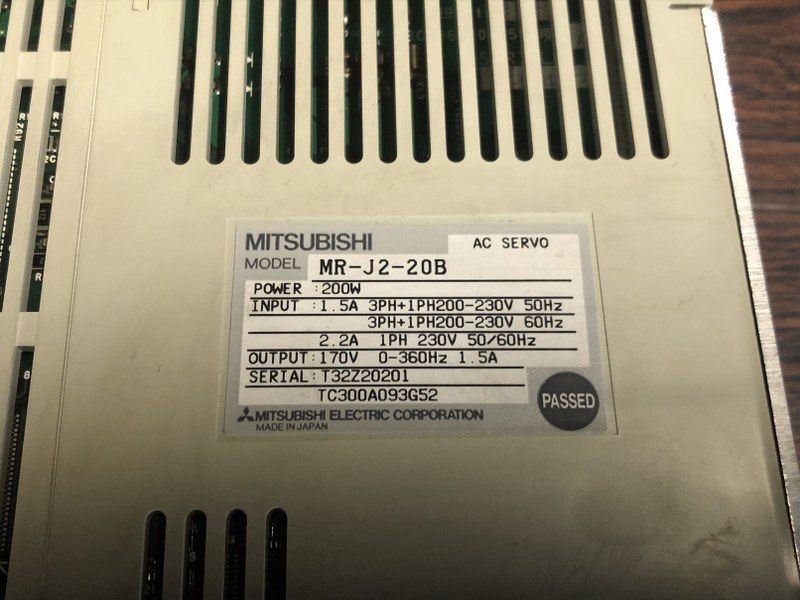 MITSUBISHI
AC SERVO
MODEL MR-J2-20B
POWER :200W
INPUT :1.5A 3PH+1PH200-230V 50Hz
3PH+1PH200-230V 60Hz
2.2A 1PH 230V 50/60Hz
OUTPUT:170V 0-360Hz 1.5A
SERIAL:T32Z20201
TC300A093G52
PASSED
MITSUBISHI ELECTRIC CORPORATION
MADE IN JAPAN